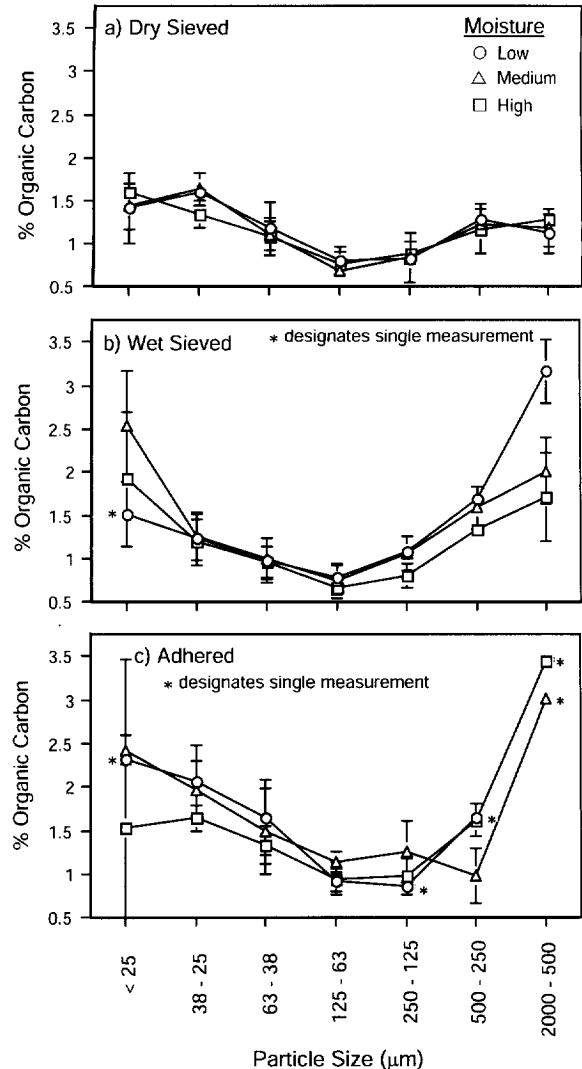 a) Dry Sieved
Moisture
Low
Medium
High
% Organic Carbon
3.5
3
2.5
2
1.5
1
0.5
b) Wet Sieved
* designates single measurement
% Organic Carbon
3.5
3
2.5
2
1.5
1
0.5
*
c) Adhered
* designates single measurement
% Organic Carbon
3.5
3
2.5
2
1.5
1
0.5
*
*
*
*
*
< 25
38 - 25
63 - 38
125 - 63
250 - 125
500 - 250
2000 - 500
Particle Size (μm)